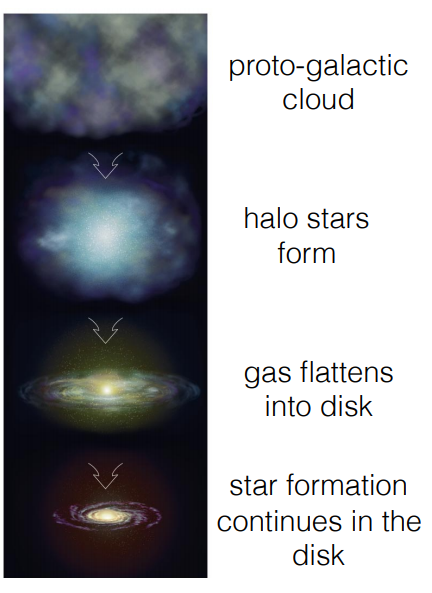 proto-galactic
cloud
halo stars
form
gas flattens
into disk
star formation
continues in the
disk